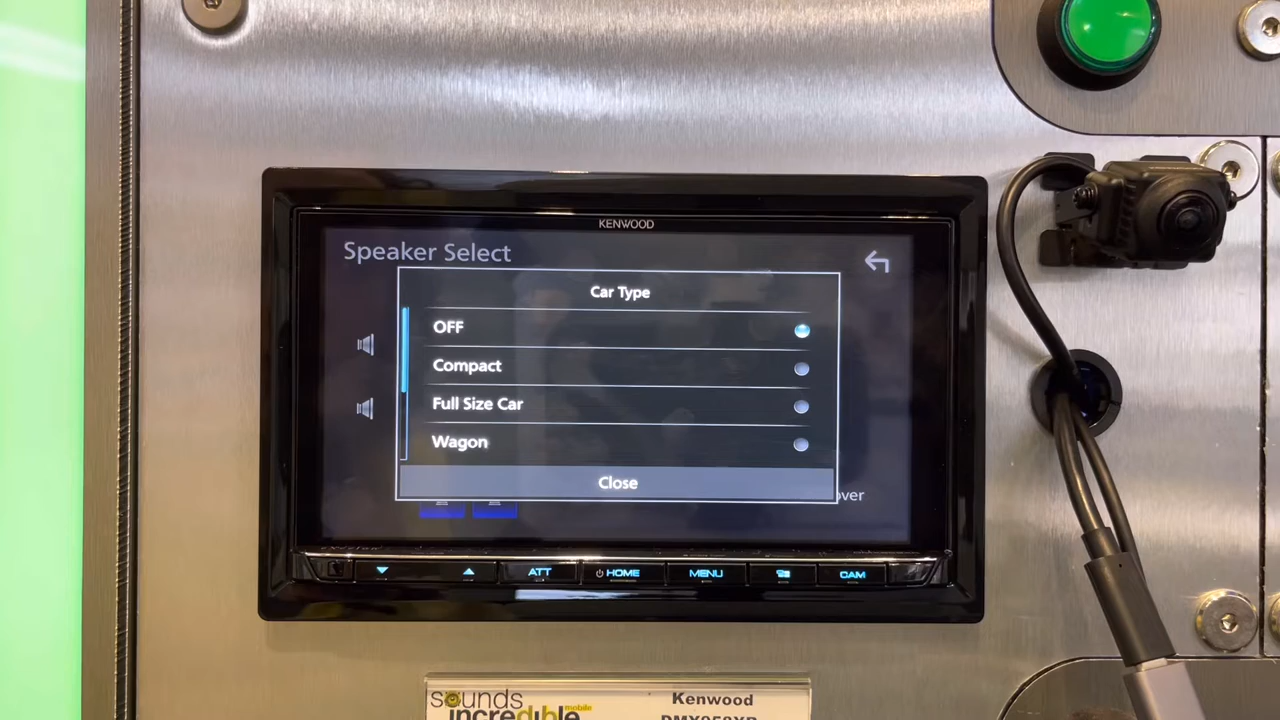 KENWOOD
Speaker Select
Car Type
OFF
Compact
Full Size Car
Wagon
Close
ATT
HOME
MENU
CAM
sounds
incredible
mobile
Kenwood